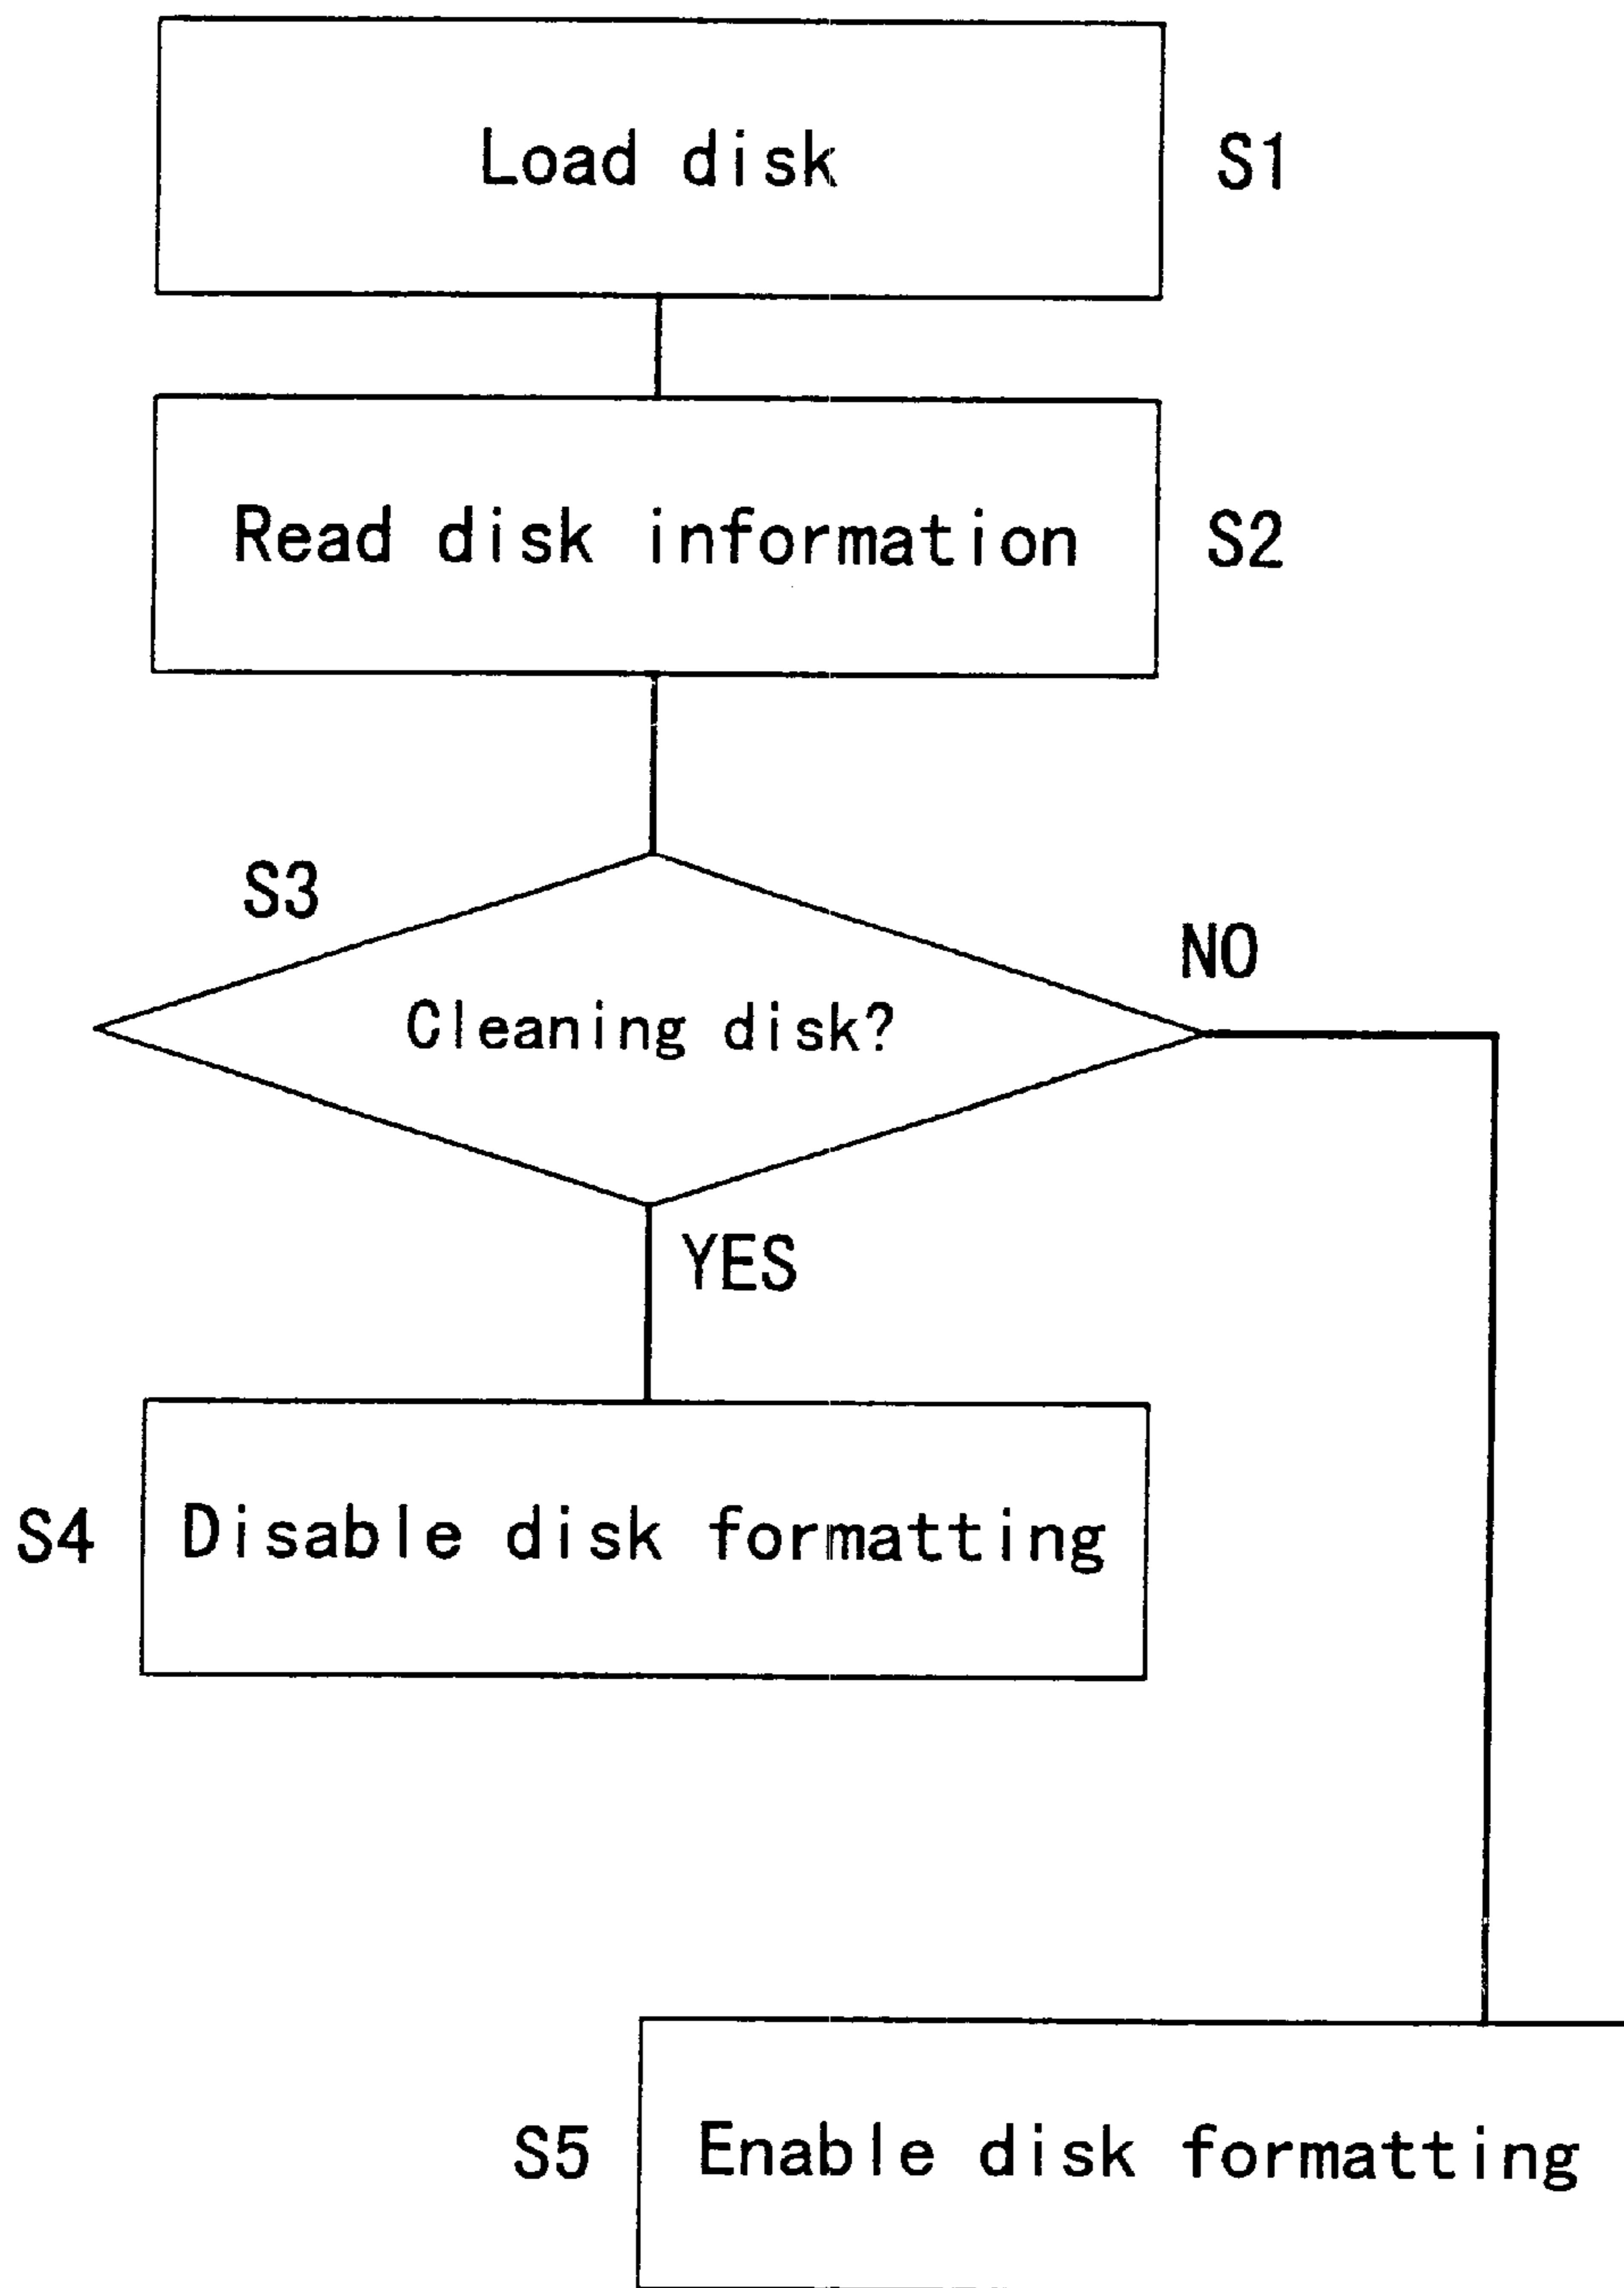 Load disk
S1
Read disk information
S2
S3
NO
Cleaning disk?
YES
S4
Disable disk formatting
S5
Enable disk formatting